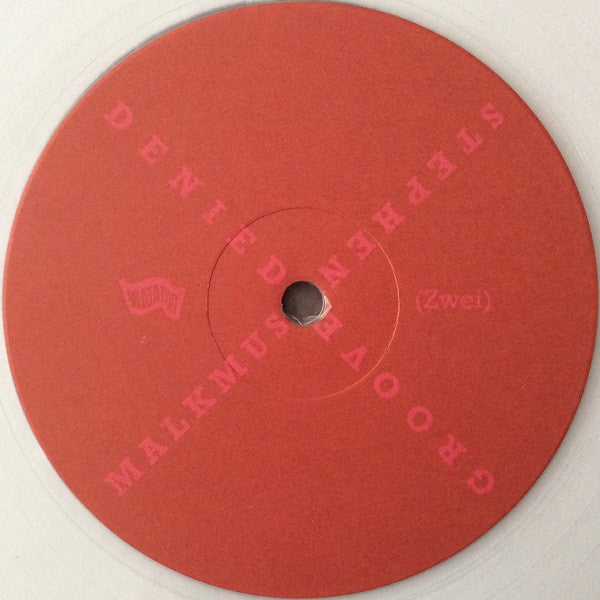 STEPHEN
MALKMUS
GROOVE
DENIED
(Zwei)